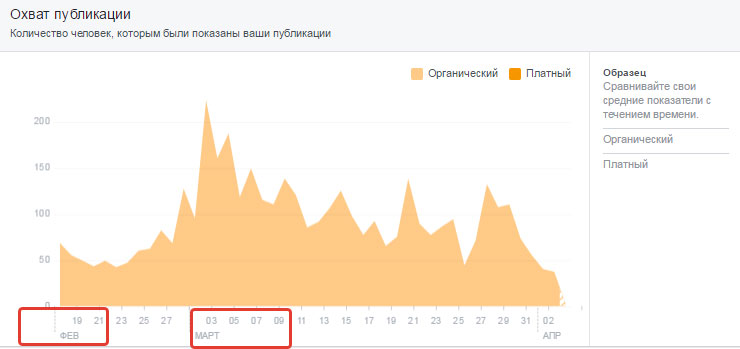 Охват публикации
Количество человек, которым были показаны ваши публикации
Органический Платный
Образец
Сравнивайте свои
средние показатели с
течением времени.
Органический
Платный
200
150
100
50
0
19 21 23 25 27 03 05 07 09 11 13 15 17 19 21 23 25 27 29 31 02
ФЕВ МАРТ АПР